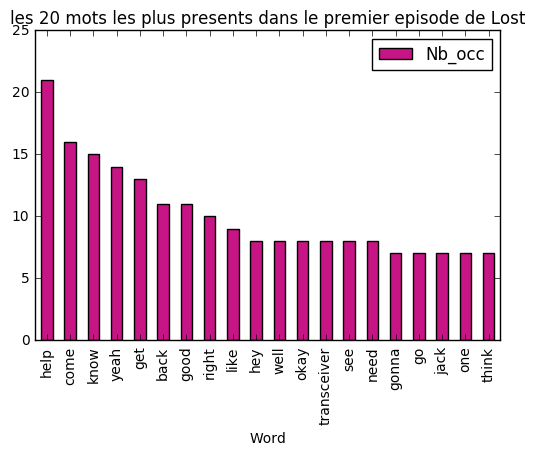 les 20 mots les plus presents dans le premier episode de Lost
25
20
15
10
5
0
Nb_occ
help
come
know
yeah
get
back
good
right
like
hey
well
okay
transceiver
see
need
gonna
go
jack
one
think
Word